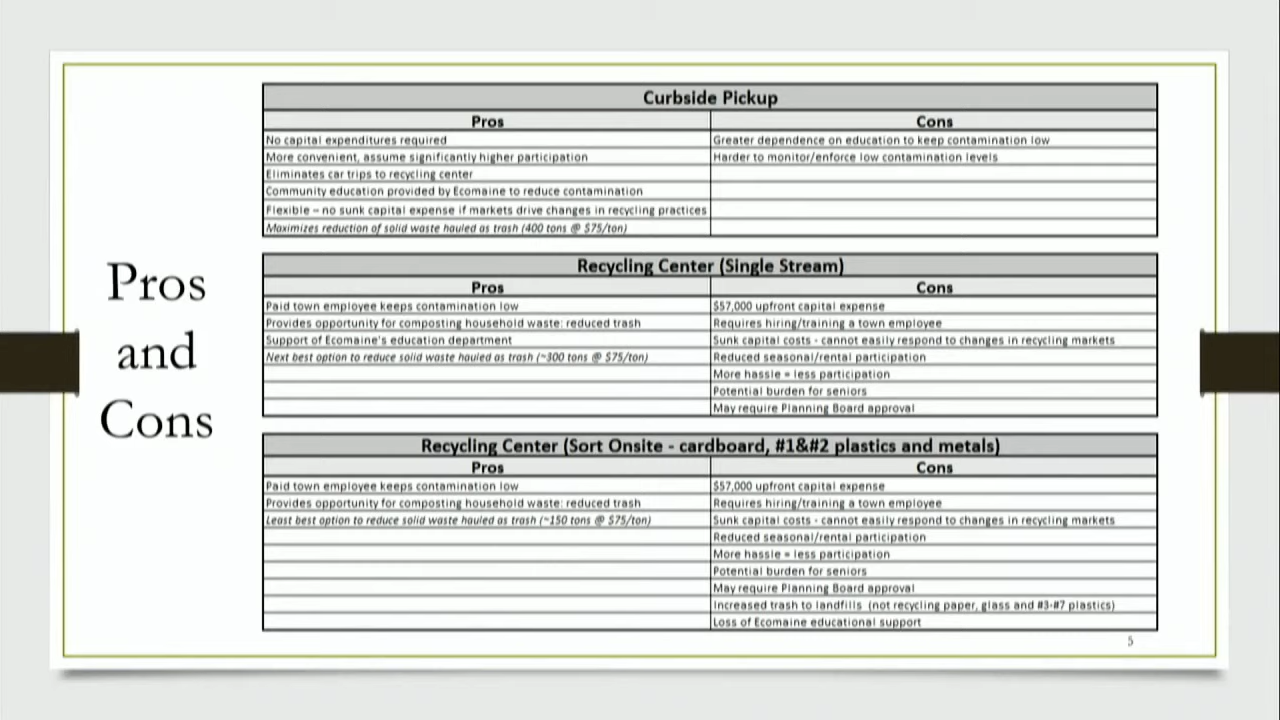 Pros
and
Cons
Curbside Pickup
Pros
Cons
No capital expenditures required
Greater dependence on education to keep contamination low
More convenient, assume significantly higher participation
Harder to monitor/enforce low contamination levels
Eliminates car trips to recycling center
Community education provided by Ecomaine to reduce contamination
Flexible – no sunk capital expense if markets drive changes in recycling practices
Maximizes reduction of solid waste hauled as trash (400 tons @ $75/ton)
Recycling Center (Single Stream)
Pros
Cons
Paid town employee keeps contamination low
$57,000 upfront capital expense
Provides opportunity for composting household waste: reduced trash
Requires hiring/training a town employee
Support of Ecomaine's education department
Sunk capital costs - cannot easily respond to changes in recycling markets
Next best option to reduce solid waste hauled as trash (~300 tons @ $75/ton)
Reduced seasonal/rental participation
More hassle = less participation
Potential burden for seniors
May require Planning Board approval
Recycling Center (Sort Onsite - cardboard, #1&#2 plastics and metals)
Pros
Cons
Paid town employee keeps contamination low
$57,000 upfront capital expense
Provides opportunity for composting household waste: reduced trash
Requires hiring/training a town employee
Least best option to reduce solid waste hauled as trash (~150 tons @ $75/ton)
Sunk capital costs - cannot easily respond to changes in recycling markets
Reduced seasonal/rental participation
More hassle = less participation
Potential burden for seniors
May require Planning Board approval
Increased trash to landfills (not recycling paper, glass and #3-#7 plastics)
Loss of Ecomaine educational support
5